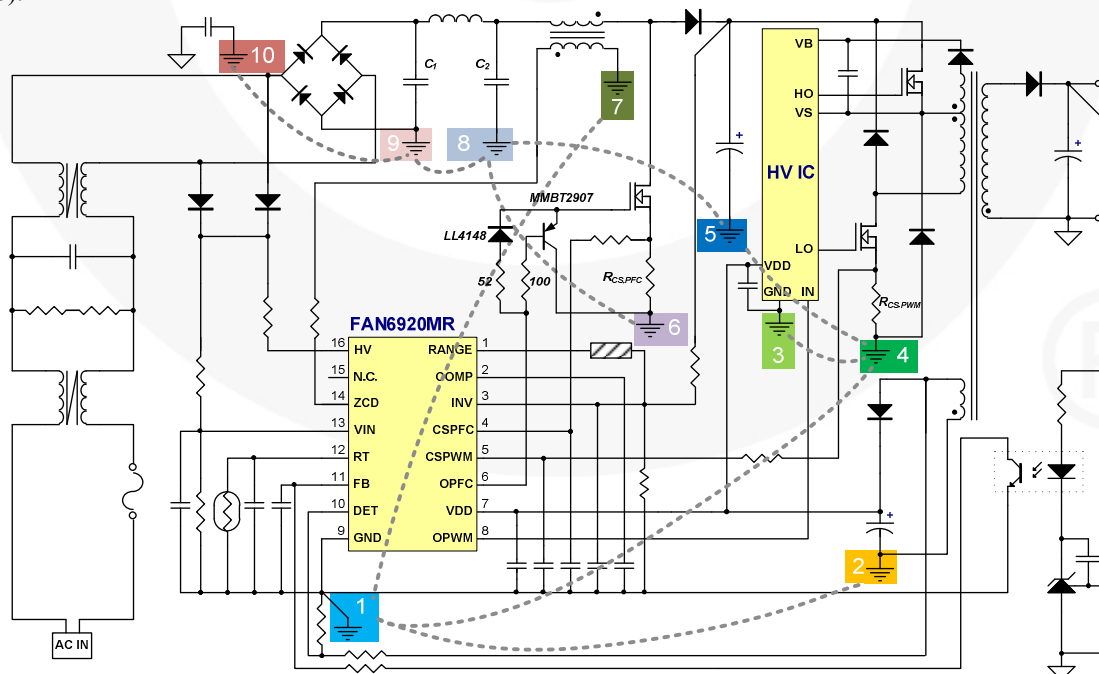 10
C1
C2
7
9
8
VB
HO
VS
HV IC
MMBT2907
5
LL4148
LO
52
100
RCS,PFC
VDD
GND IN
RCS,PWM
6
3
4
FAN6920MR
16 HV RANGE 1
15 N.C. COMP 2
14 ZCD INV 3
13 VIN CSPFC 4
12 RT CSPWM 5
11 FB OPFC 6
10 DET VDD 7
9 GND OPWM 8
+
+
+
2
1
AC IN